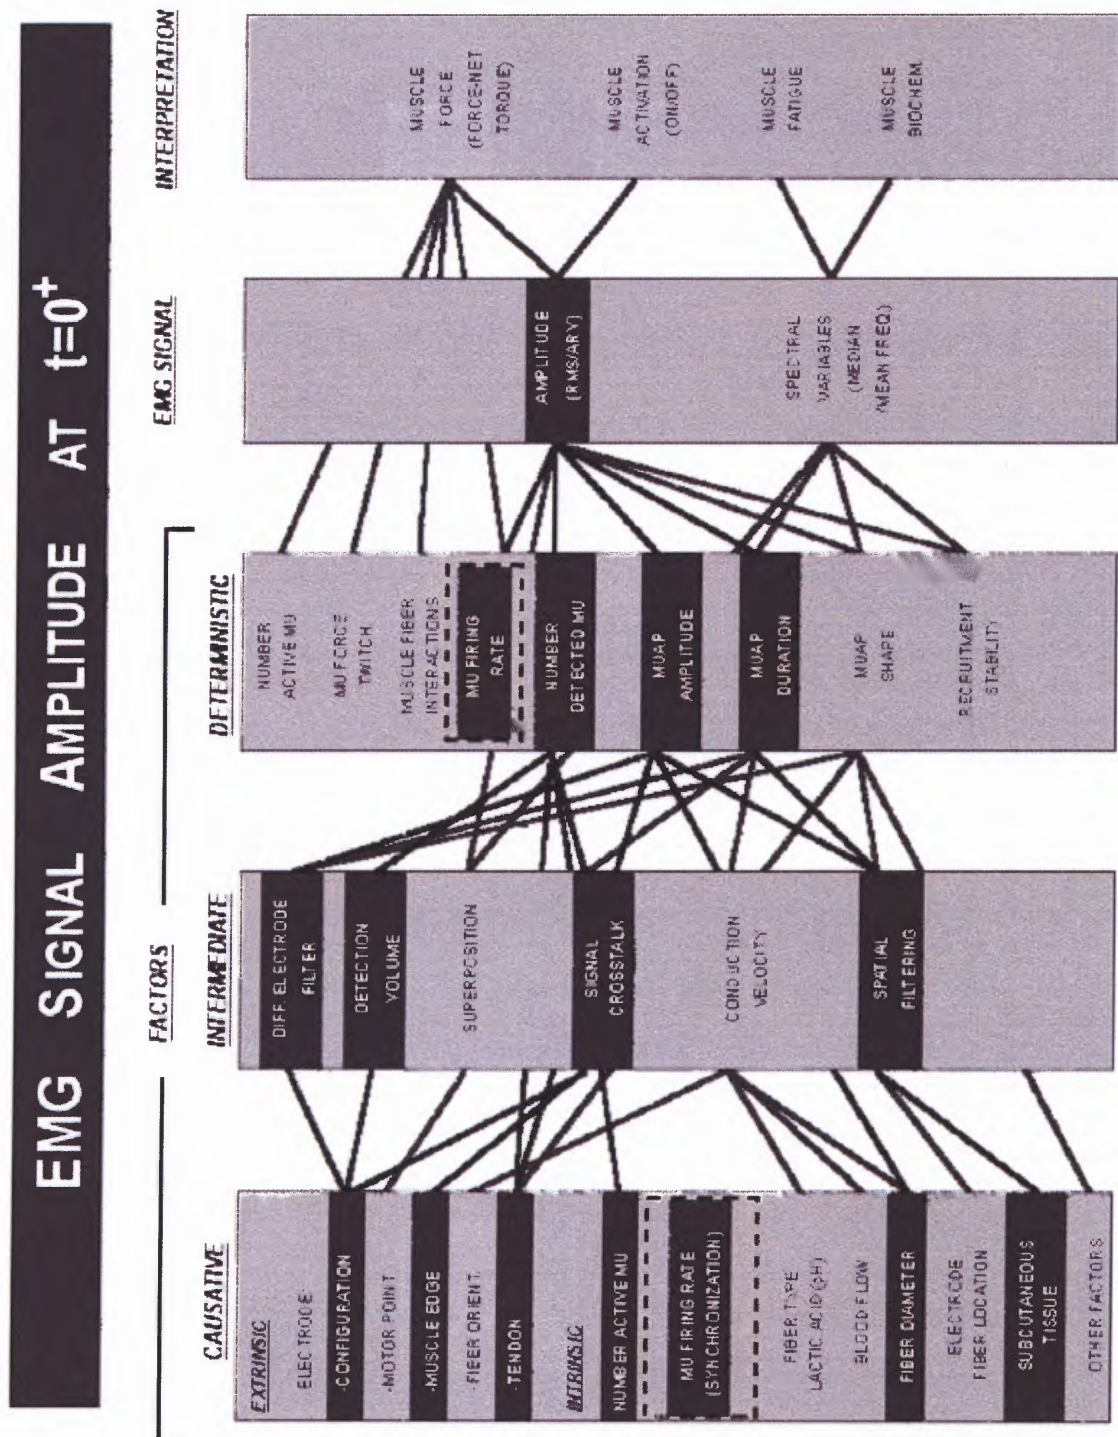 EMG SIGNAL AMPLITUDE AT t=0+
FACTORS
CAUSATIVE
EXTRINSIC
ELECTRODE
-CONFIGURATION
-MOTOR POINT
-MUSCLE EDGE
-FIBER ORIENT.
-TENDON
INTRINSIC
NUMBER ACTIVE MU
MU FIRING RATE
(SYNCHRONIZATION)
FIBER TYPE
LACTIC ACID (pH)
BLOOD FLOW
FIBER DIAMETER
ELECTRODE
FIBER LOCATION
SUBCUTANEOUS
TISSUE
OTHER FACTORS
INTERMEDIATE
DIFF. ELECTRODE
FILTER
DETECTION
VOLUME
SUPERPOSITION
SIGNAL
CROSSTALK
CONDUCTION
VELOCITY
SPATIAL
FILTERING
DETERMINISTIC
NUMBER
ACTIVE MU
MU FORCE
TWITCH
MUSCLE FIBER
INTERACTIONS
MU FIRING
RATE
NUMBER
DETECTED MU
MUAP
AMPLITUDE
MUAP
DURATION
MUAP
SHAPE
RECRUITMENT
STABILITY
EMG SIGNAL
AMPLITUDE
(RMS/ARV)
SPECTRAL
VARIABLES
(MEDIAN
/MEAN FREQ.)
INTERPRETATION
MUSCLE
FORCE
(FORCE-NET
TORQUE)
MUSCLE
ACTIVATION
(ON/OFF)
MUSCLE
FATIGUE
MUSCLE
BIOCHEM.